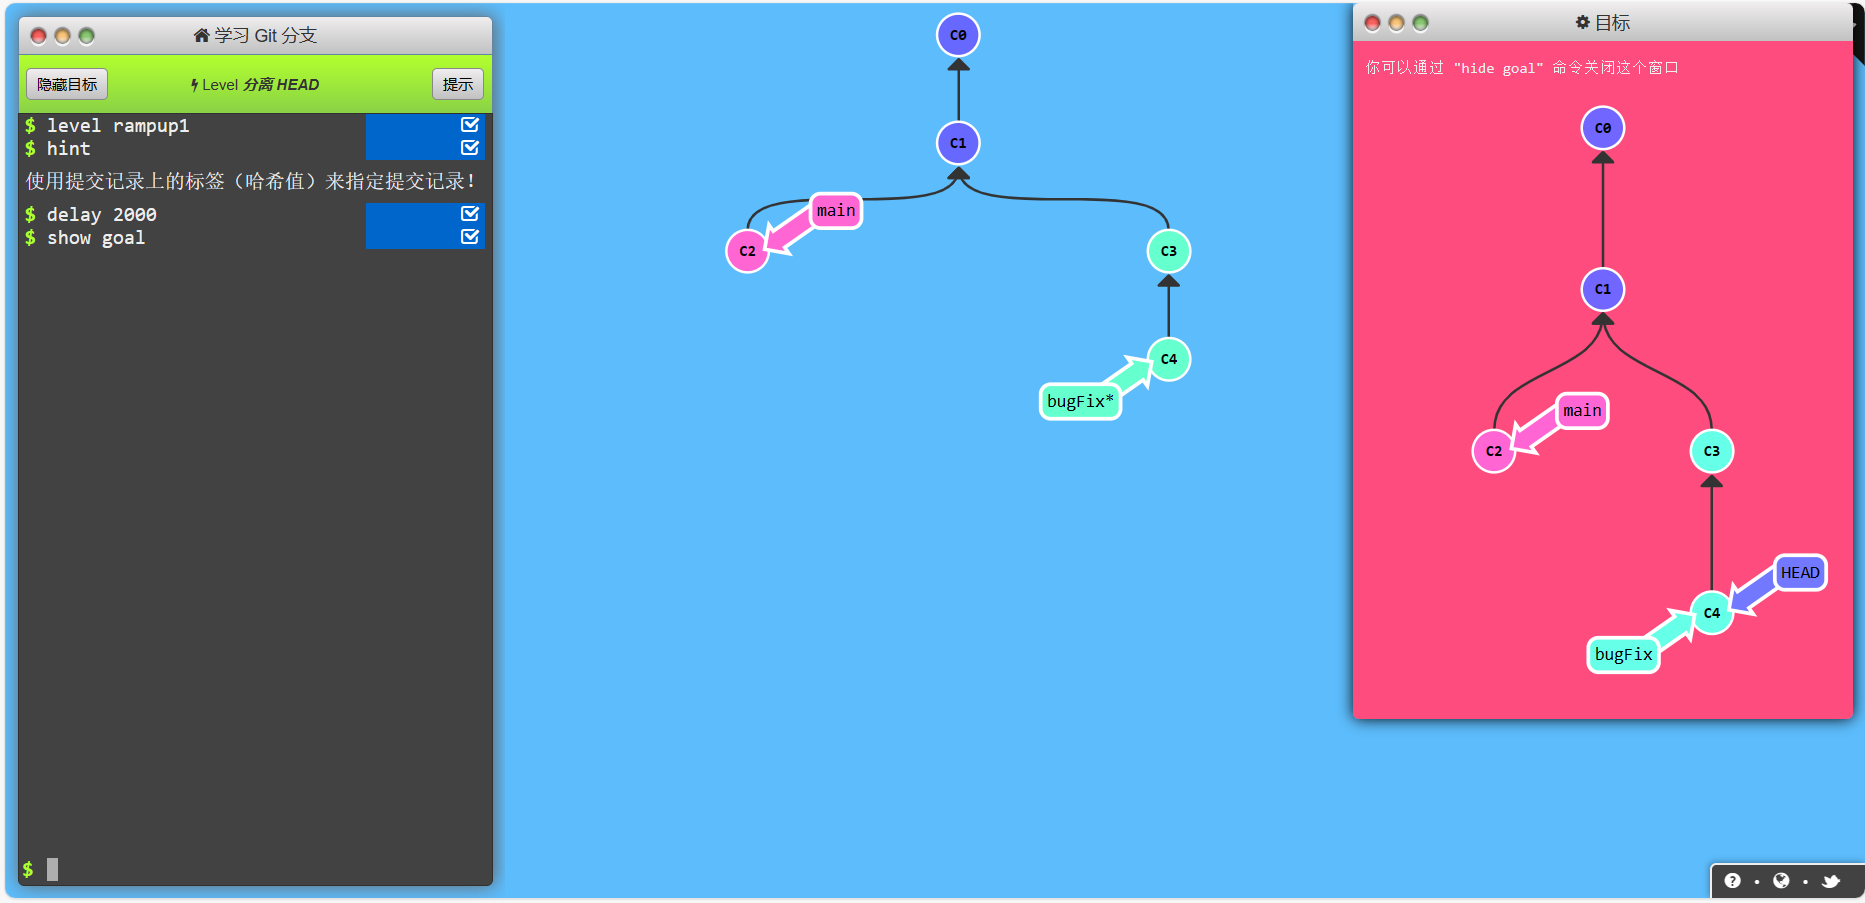 学习 Git 分支
隐藏目标
Level 分离 HEAD
提示
$ level rampup1
$ hint
使用提交记录上的标签（哈希值）来指定提交记录！
$ delay 2000
$ show goal
$
C0
C1
main
C2
C3
C4
bugFix*
目标
你可以通过 "hide goal" 命令关闭这个窗口
C0
C1
main
C2
C3
HEAD
C4
bugFix